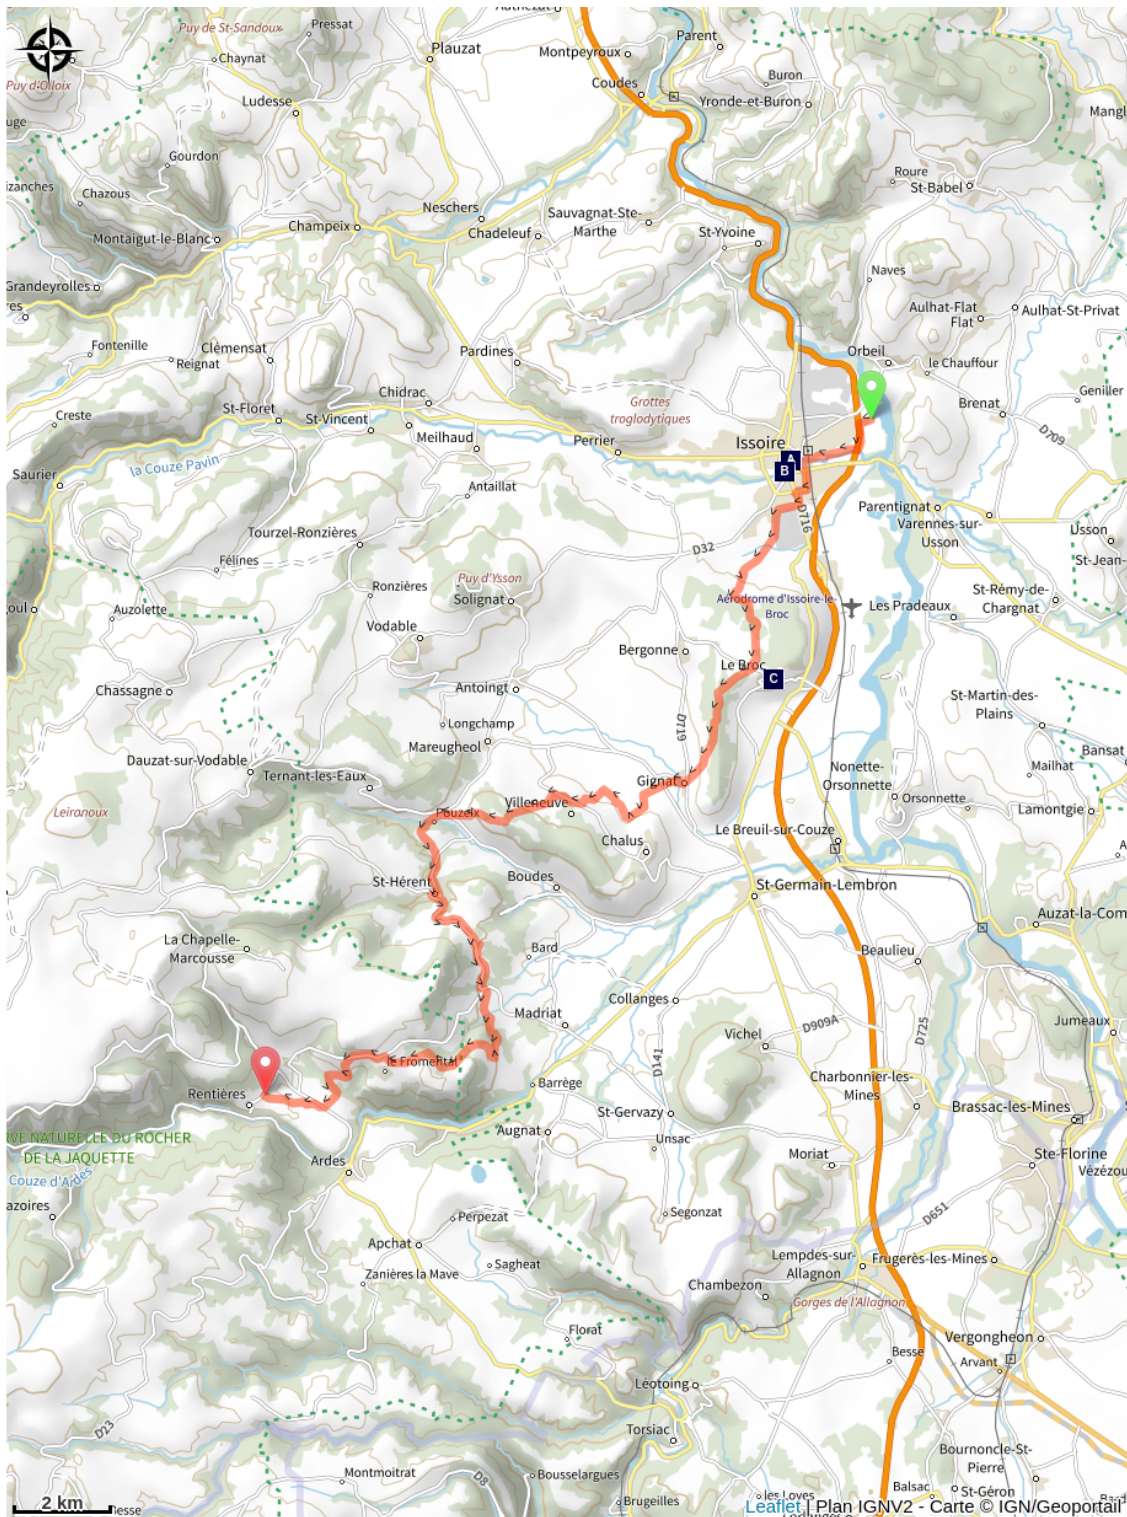 Authezat
Pressat
Puy de St-Sandoux
Parent
Plauzat
Montpeyroux
Chaynat
Puy d'Olloix
Coudes
Buron
Ludesse
Yronde-et-Buron
Gourdon
Roure
St-Babel
Chazous
Neschers
Sauvagnat-Ste-
Marthe
Champeix
Chadeleuf
St-Yvoine
Montaigut-le-Blanc
Naves
Grandeyrolles
Aulhat-Flat
Flat
Aulhat-St-Privat
Fontenille
Clémensat
Reignat
Pardines
Orbeil
le Chauffour
Chidrac
Grottes
troglodytiques
Geniller
Creste
St-Floret
St-Vincent
Brenat
Meilhaud
Perrier
Issoire
D709
Saurier
la Couze Pavin
A
B
Antaillat
Parentignat
Varennes-sur-
Usson
D716
Usson
Tourzel-Ronzières
D32
St-Jean-
Félines
Puy d'Ysson
Ronzières
Solignat
Aérodrome d'Issoire-le-
Broc
Les Pradeaux
St-Rémy-de-
Chargnat
Auzolette
Vodable
Bergonne
Le Broc
C
Chassagne
Antoingt
St-Martin-des-
Plains
Longchamp
D719
Mareugheol
Bansat
Dauzat-sur-Vodable
Ternant-les-Eaux
Gignat
Nonette-
Orsonnette
Mailhat
Leiranoux
Pouzeix
Villeneuve
Orsonnette
Lamontgie
Chalus
Le Breuil-sur-Couze
St-Hérent
Boudes
St-Germain-Lembron
Auzat-la-Com
La Chapelle-
Marcousse
Bard
Beaulieu
Collanges
Madriat
Vichel
D909A
D725
Jumeaux
le Fromental
D141
Rentières
Barrège
Charbonnier-les-
Mines
St-Gervazy
Brassac-les-Mines
RVE NATURELLE DU ROCHER
DE LA JAQUETTE
Augnat
Unsac
Ardes
Moriat
Ste-Florine
Couze d'Ardes
Vézézou
azoires
Perpezat
Segonzat
D651
Apchat
Sagheat
Lempdes-sur-
Allagnon
Frugerès-les-Mines
Zanières la Mave
Chambezon
Gorges de l'Allagnon
Florat
Vergongheon
Besse
Arvant
Léotoing
D23
Torsiac
Bournoncle-St-
Pierre
Montmoitrat
D8
Bousselargues
Balsac
St-Géron
Brugeilles
les Loves
2 km
Leaflet | Plan IGNV2 - Carte © IGN/Geoportail